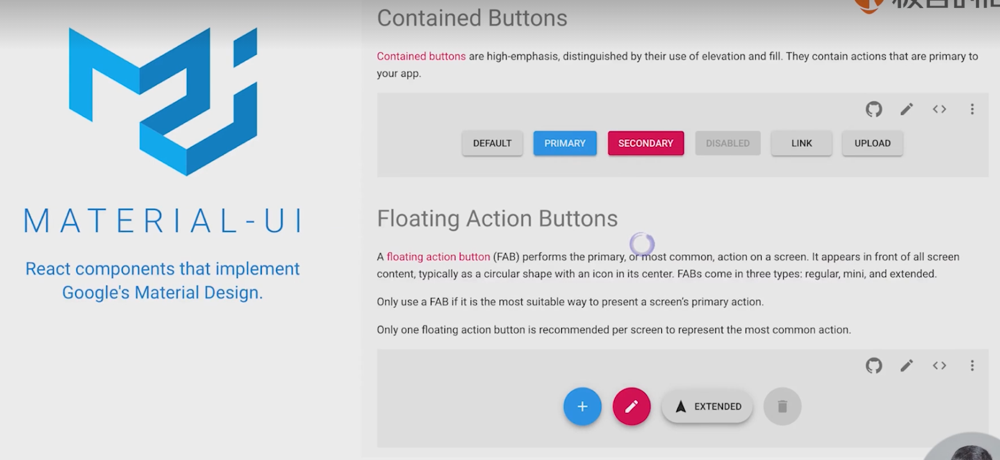 Contained Buttons
Contained buttons are high-emphasis, distinguished by their use of elevation and fill. They contain actions that are primary to
your app.
DEFAULT PRIMARY SECONDARY DISABLED LINK UPLOAD
MATERIAL-UI
React components that implement
Google's Material Design.
Floating Action Buttons
A floating action button (FAB) performs the primary, or most common, action on a screen. It appears in front of all screen
content, typically as a circular shape with an icon in its center. FABs come in three types: regular, mini, and extended.
Only use a FAB if it is the most suitable way to present a screen’s primary action.
Only one floating action button is recommended per screen to represent the most common action.
EXTENDED